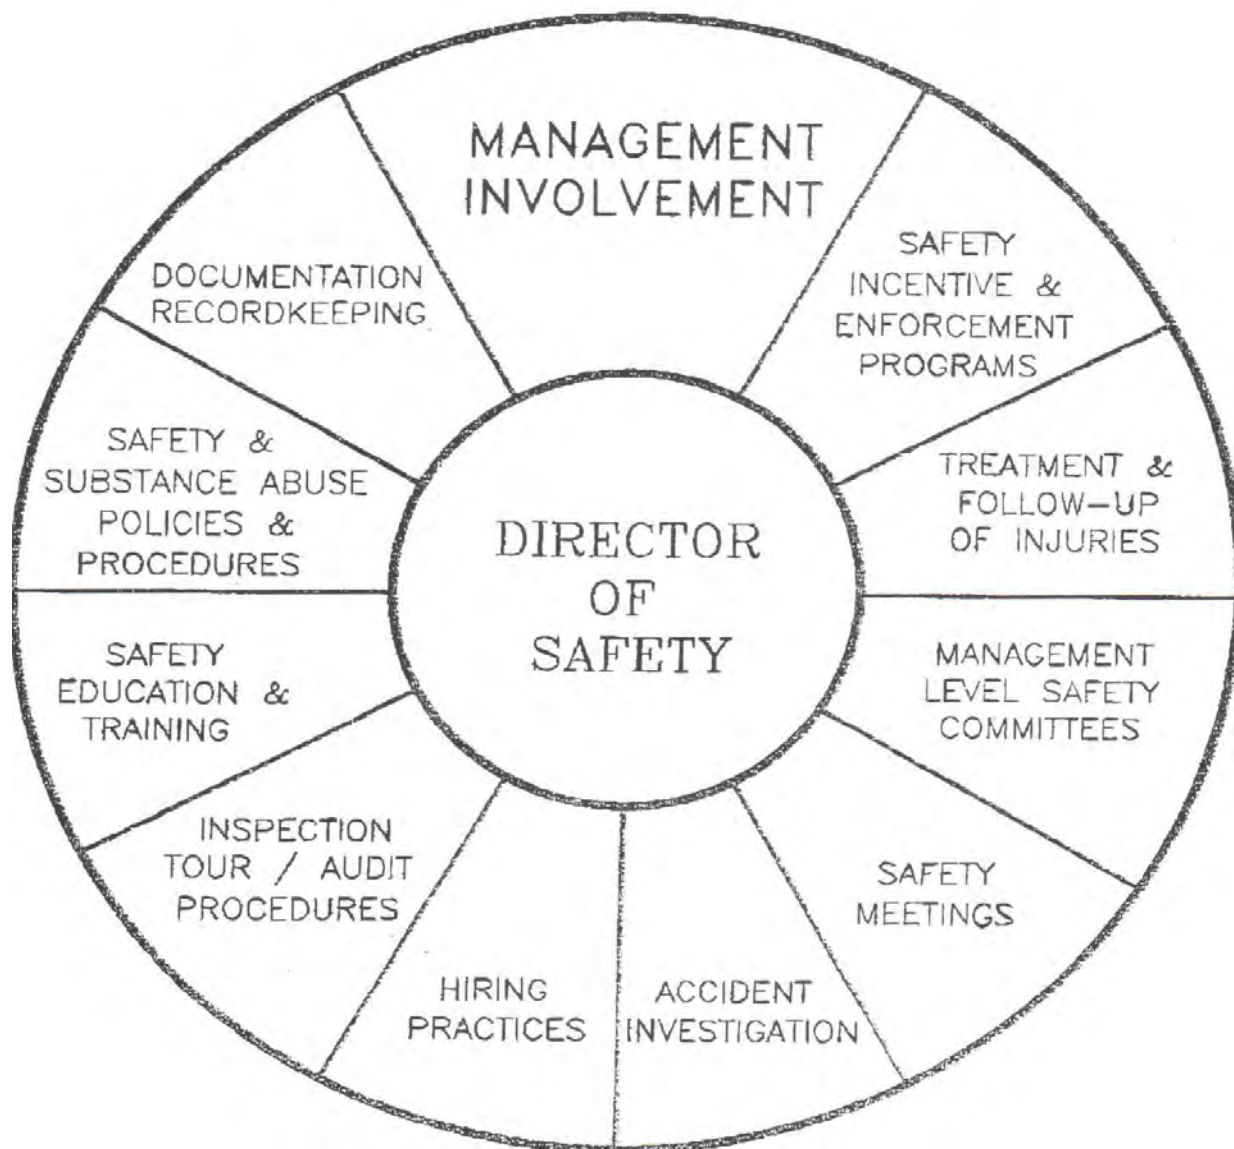 MANAGEMENT
INVOLVEMENT
SAFETY
INCENTIVE &
ENFORCEMENT
PROGRAMS
TREATMENT &
FOLLOW-UP
OF INJURIES
MANAGEMENT
LEVEL SAFETY
COMMITTEES
SAFETY
MEETINGS
ACCIDENT
INVESTIGATION
HIRING
PRACTICES
INSPECTION
TOUR / AUDIT
PROCEDURES
SAFETY
EDUCATION &
TRAINING
SAFETY &
SUBSTANCE ABUSE
POLICIES &
PROCEDURES
DOCUMENTATION
RECORDKEEPING
DIRECTOR
OF
SAFETY